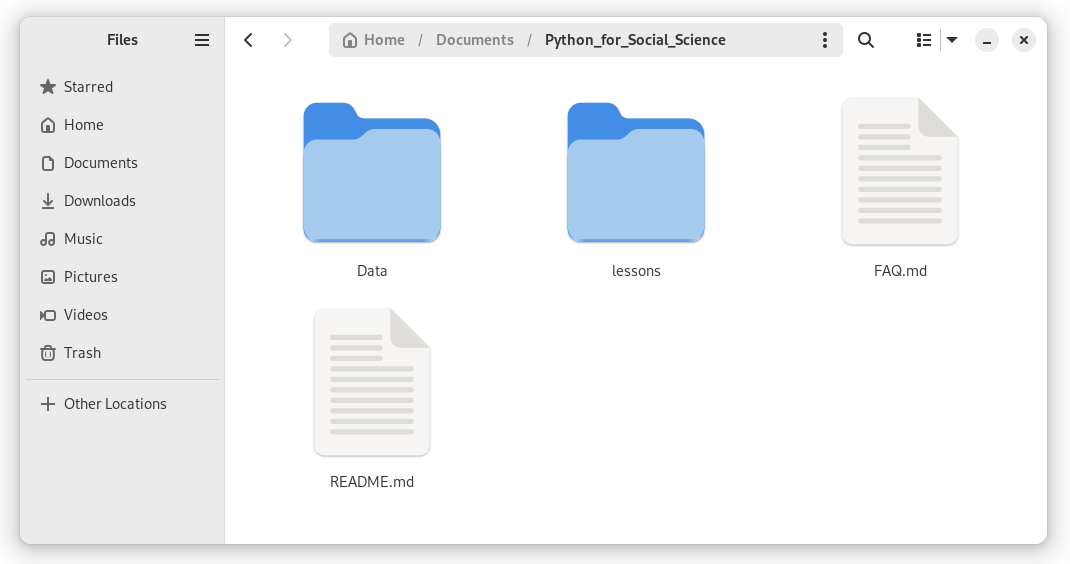 Files
Home / Documents / Python_for_Social_Science
Starred
Home
Documents
Downloads
Music
Pictures
Videos
Trash
Other Locations
Data
lessons
FAQ.md
README.md